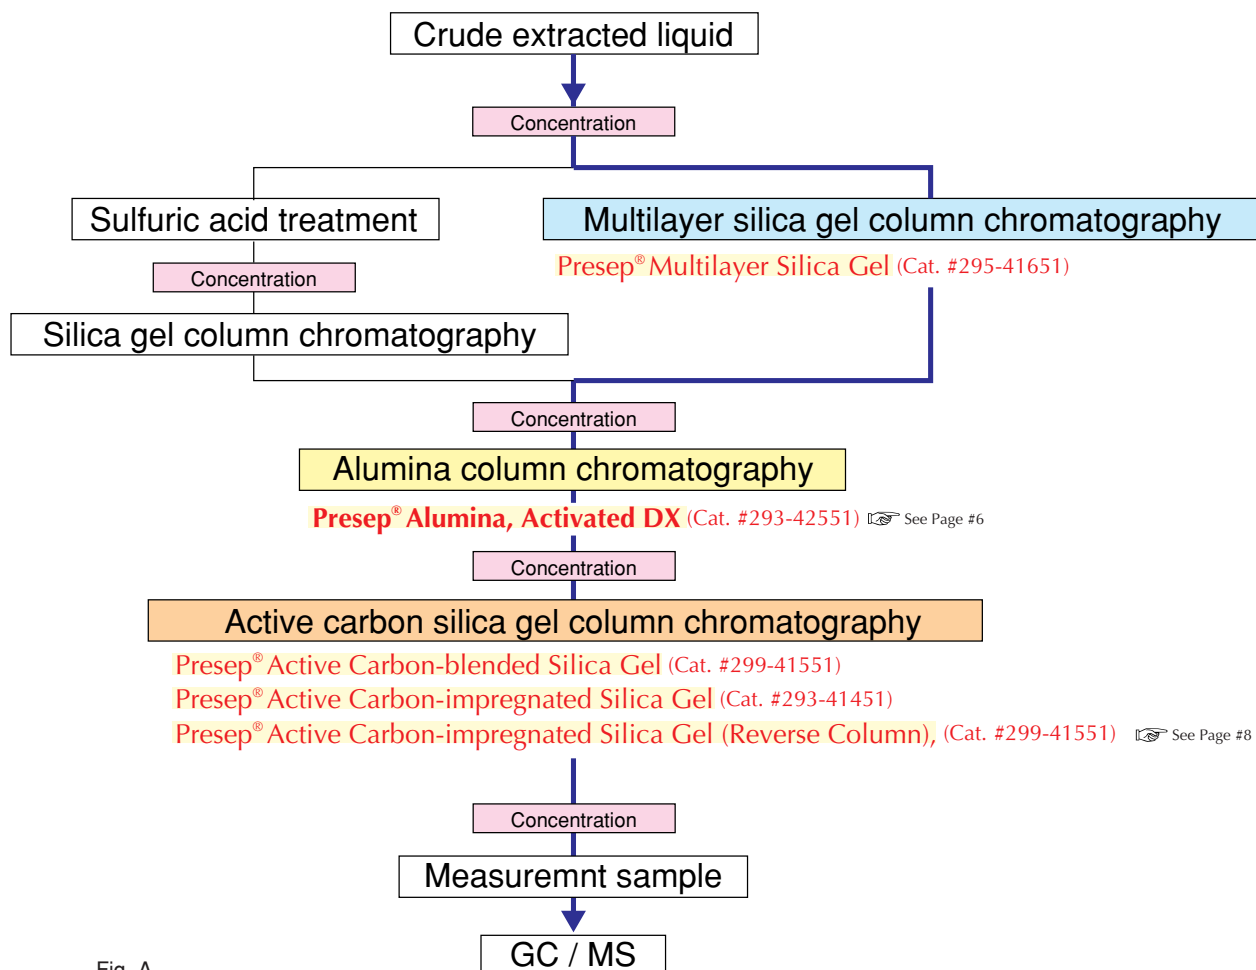 Crude extracted liquid
Concentration
Sulfuric acid treatment
Multilayer silica gel column chromatography
Presep® Multilayer Silica Gel (Cat. #295-41651)
Concentration
Silica gel column chromatography
Concentration
Alumina column chromatography
Presep® Alumina, Activated DX (Cat. #293-42551) ☞ See Page #6
Concentration
Active carbon silica gel column chromatography
Presep® Active Carbon-blended Silica Gel (Cat. #299-41551)
Presep® Active Carbon-impregnated Silica Gel (Cat. #293-41451)
Presep® Active Carbon-impregnated Silica Gel (Reverse Column), (Cat. #299-41551) ☞ See Page #8
Concentration
Measuremnt sample
GC / MS
Fig. A